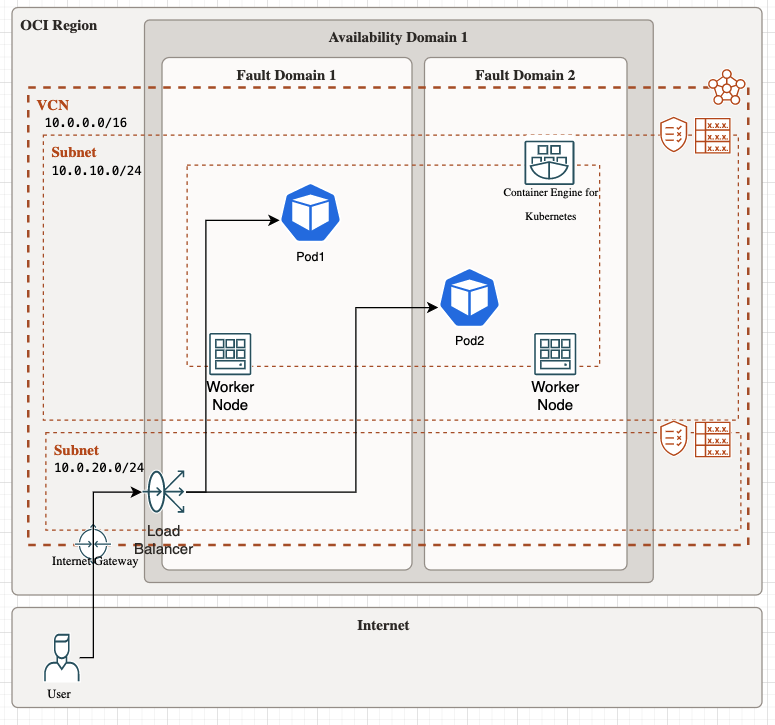 OCI Region
Availability Domain 1
Fault Domain 1
Fault Domain 2
VCN
10.0.0.0/16
Subnet
10.0.10.0/24
x.x.x.
x.x.x.
x.x.x.
Container Engine for
Kubernetes
Pod1
Pod2
Worker
Node
Worker
Node
Subnet
10.0.20.0/24
x.x.x.
x.x.x.
x.x.x.
Load
Balancer
Internet Gateway
Internet
User